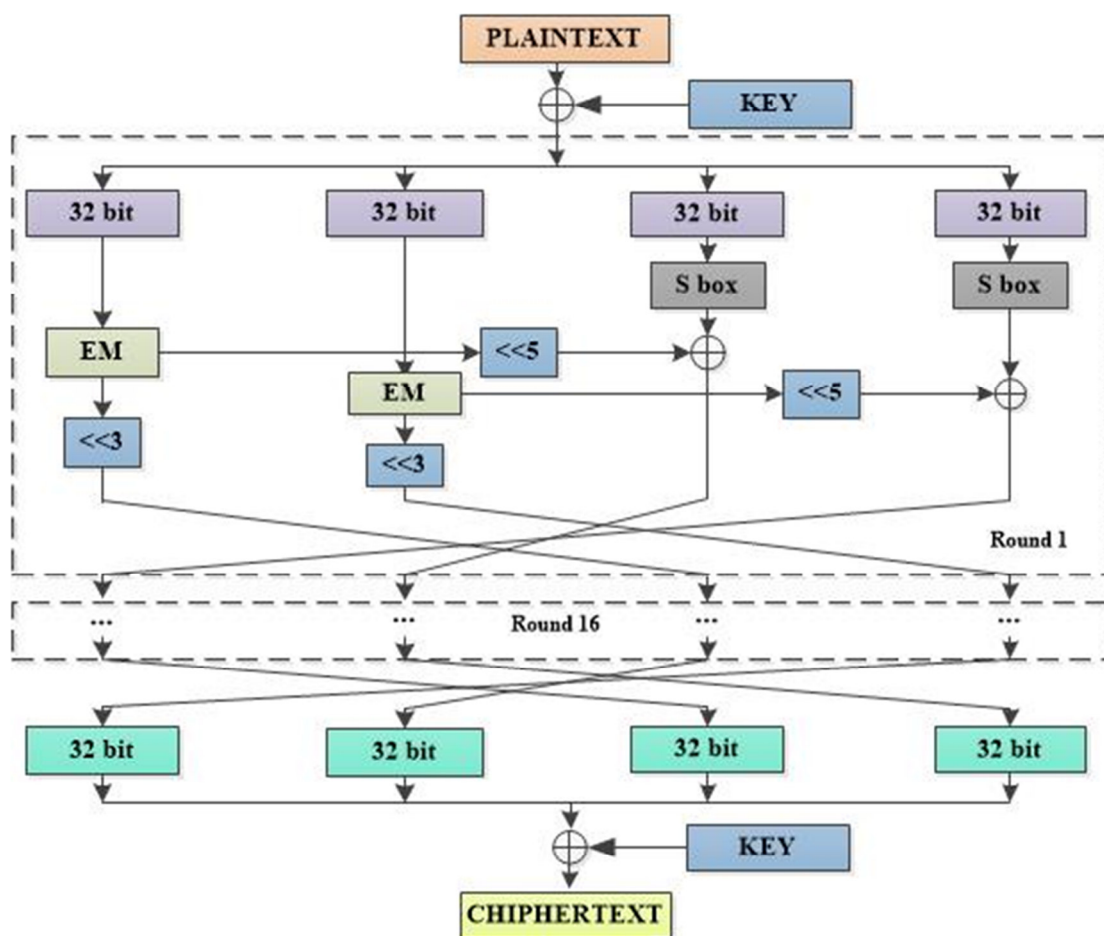 PLAINTEXT
KEY
32 bit
32 bit
32 bit
32 bit
S box
S box
EM
<<5
EM
<<5
<<3
<<3
Round 1
...
...
Round 16
...
...
32 bit
32 bit
32 bit
32 bit
KEY
CHIPHERTEXT